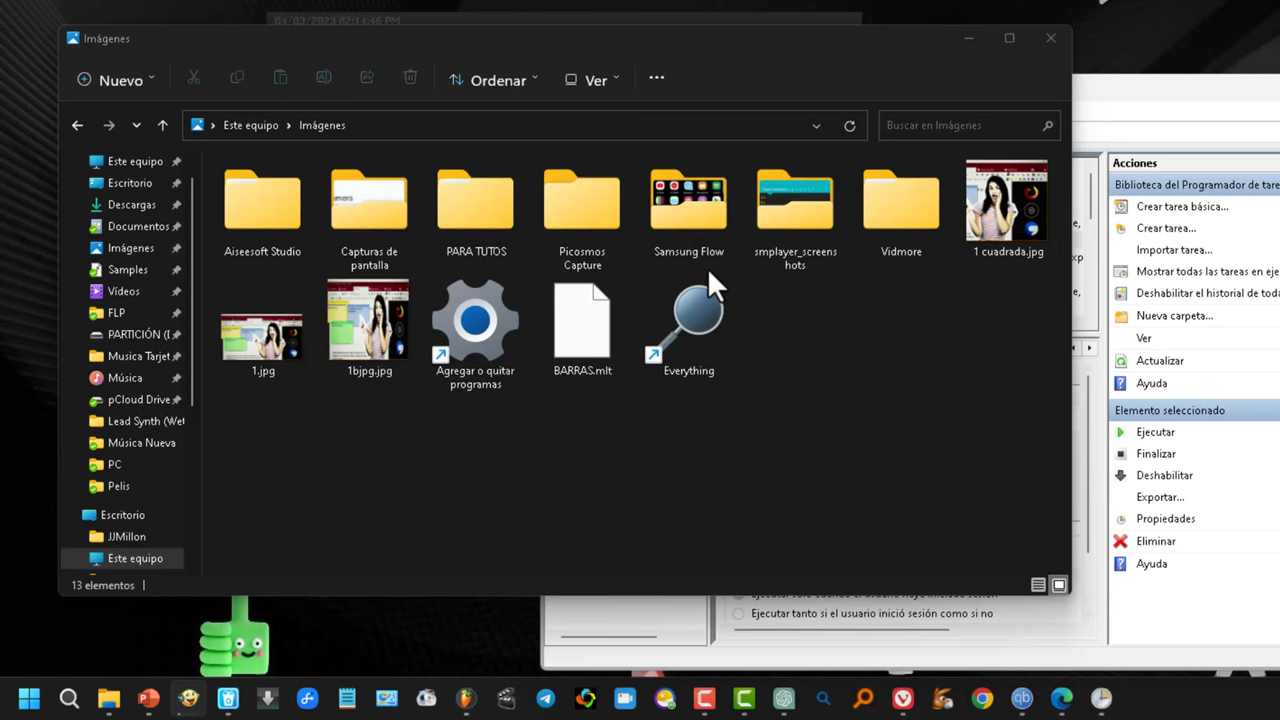 04/03/2023 02:14:46 PM
Imágenes
Nuevo
Ordenar
Ver
Este equipo
Imágenes
Buscar en Imágenes
Este equipo
Escritorio
Descargas
Documentos
Imágenes
Samples
Vídeos
FLP
PARTICIÓN (
Musica Tarjet
Música
pCloud Drive
Lead Synth (Wet
Música Nueva
PC
Pelis
Escritorio
JJMillon
Este equipo
Aiseesoft Studio
Capturas de
pantalla
PARA TUTOS
Picosmos
Capture
Samsung Flow
smplayer_screens
hots
Vidmore
1 cuadrada.jpg
1.jpg
1bjpg.jpg
Agregar o quitar
programas
BARRAS.mlt
Everything
13 elementos
Acciones
Biblioteca del Programador de tare
Crear tarea básica...
Crear tarea...
Importar tarea...
Mostrar todas las tareas en eje
Deshabilitar el historial de toda
Nueva carpeta...
Ver
Actualizar
Ayuda
Elemento seleccionado
Ejecutar
Finalizar
Deshabilitar
Exportar...
Propiedades
Eliminar
Ayuda
Ejecutar solo cuando el usuario haya iniciado sesión
Ejecutar tanto si el usuario inició sesión como si no